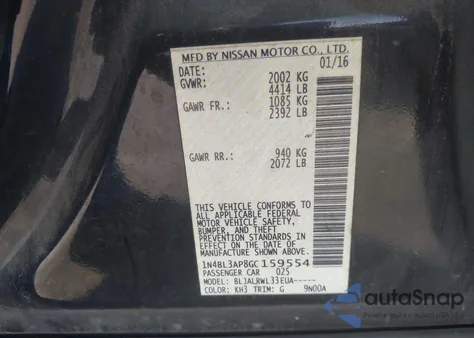 MFD BY NISSAN MOTOR CO., LTD.
DATE: 01/16
GVWR: 2002 KG
4414 LB
GAWR FR.: 1085 KG
2392 LB
GAWR RR.: 940 KG
2072 LB
THIS VEHICLE CONFORMS TO
ALL APPLICABLE FEDERAL
MOTOR VEHICLE SAFETY,
BUMPER, AND THEFT
PREVENTION STANDARDS IN
EFFECT ON THE DATE OF
MANUFACTURE SHOWN ABOVE.
1N4BL3AP8GC159554
PASSENGER CAR 025
MODEL: BLJALRWL33EUA-----
COLOR: KH3 TRIM: G 9N00A
autoSnap